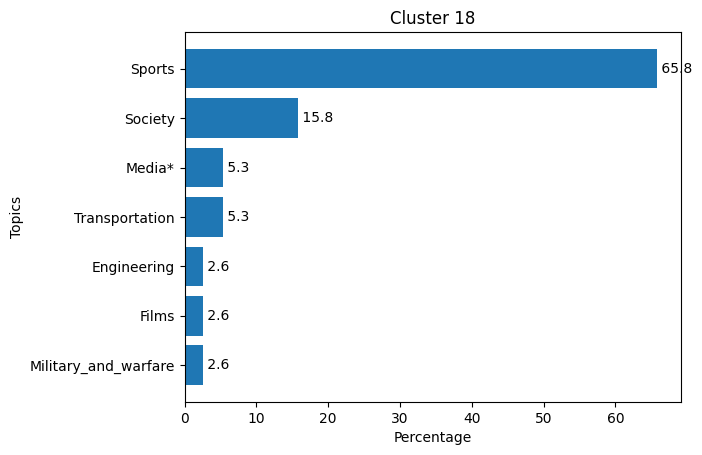 Cluster 18
Topics
Sports 65.8
Society 15.8
Media* 5.3
Transportation 5.3
Engineering 2.6
Films 2.6
Military_and_warfare 2.6
0 10 20 30 40 50 60
Percentage